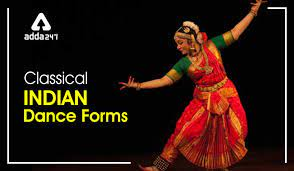 adda247
Classical
INDIAN
Dance Forms